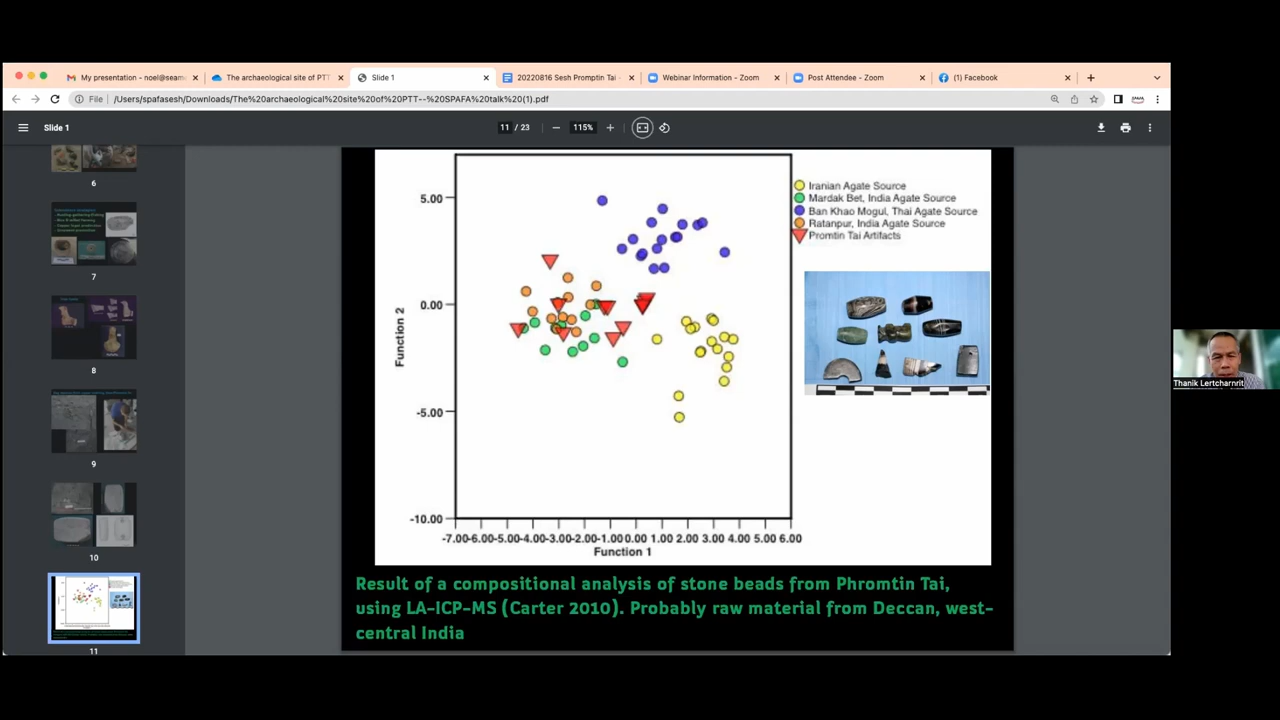 My presentation - noel@seam
The archaeological site of PTT
Slide 1
20220816 Sesh Promptin Tai -
Webinar Information - Zoom
Post Attendee - Zoom
(1) Facebook
File
/Users/spafasesh/Downloads/The%20archaeological%20site%20of%20PTT--%20SPAFA%20talk%20(1).pdf
Slide 1
11 / 23
115%
6
7
8
9
10
11
5.00
0.00
-5.00
-10.00
Function 2
-7.00-6.00-5.00-4.00-3.00-2.00-1.00 0.00 1.00 2.00 3.00 4.00 5.00 6.00
Function 1
Iranian Agate Source
Mardak Bet, India Agate Source
Ban Khao Mogul, Thai Agate Source
Ratanpur, India Agate Source
Promtin Tai Artifacts
Result of a compositional analysis of stone beads from Phromtin Tai,
using LA-ICP-MS (Carter 2010). Probably raw material from Deccan, west-
central India
Thanik Lertcharnrit